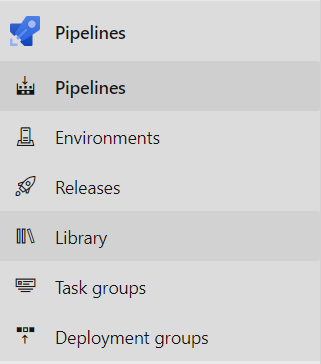 Pipelines
Pipelines
Environments
Releases
Library
Task groups
Deployment groups